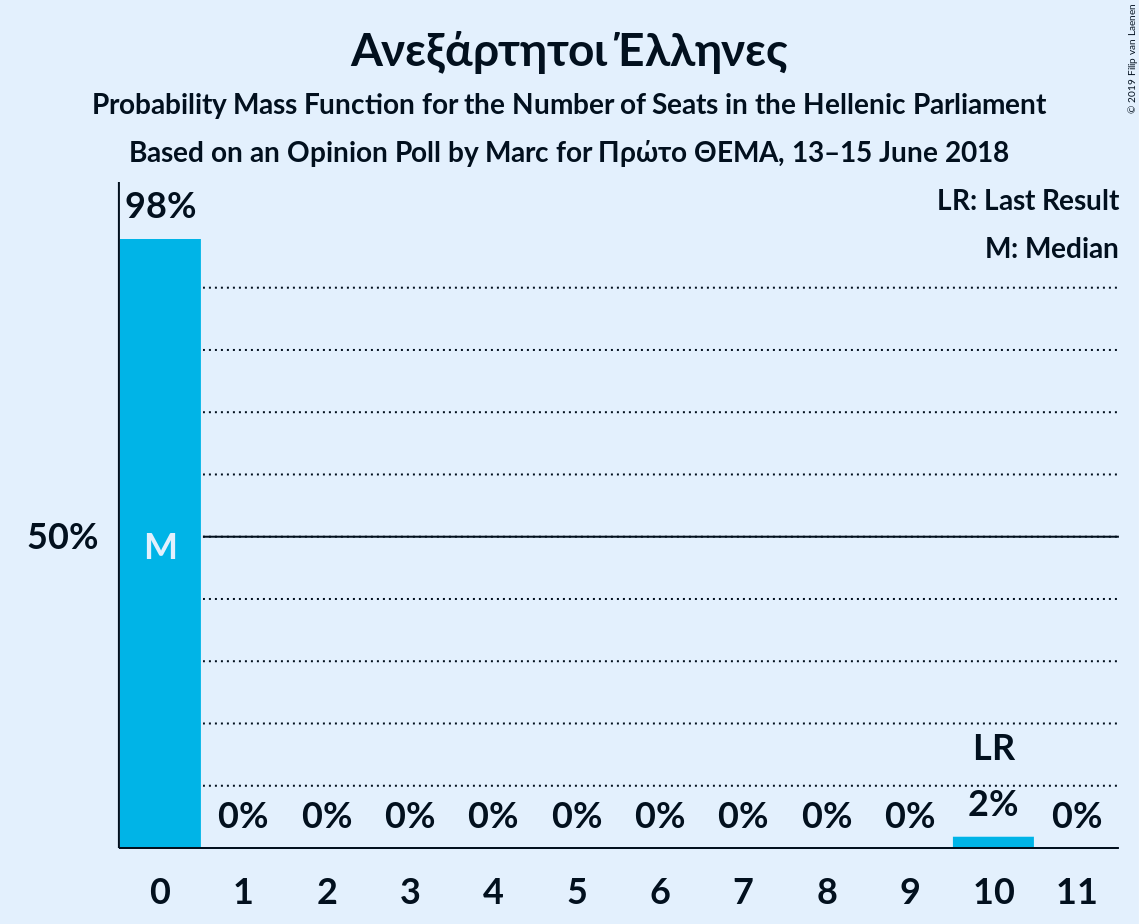 Ανεξάρτητοι Έλληνες
Probability Mass Function for the Number of Seats in the Hellenic Parliament
Based on an Opinion Poll by Marc for Πρώτο ΘΕΜΑ, 13–15 June 2018
© 2019 Filip van Laenen
LR: Last Result
M: Median
98%
50%
M
LR
0% 0% 0% 0% 0% 0% 0% 0% 0% 2% 0%
0 1 2 3 4 5 6 7 8 9 10 11